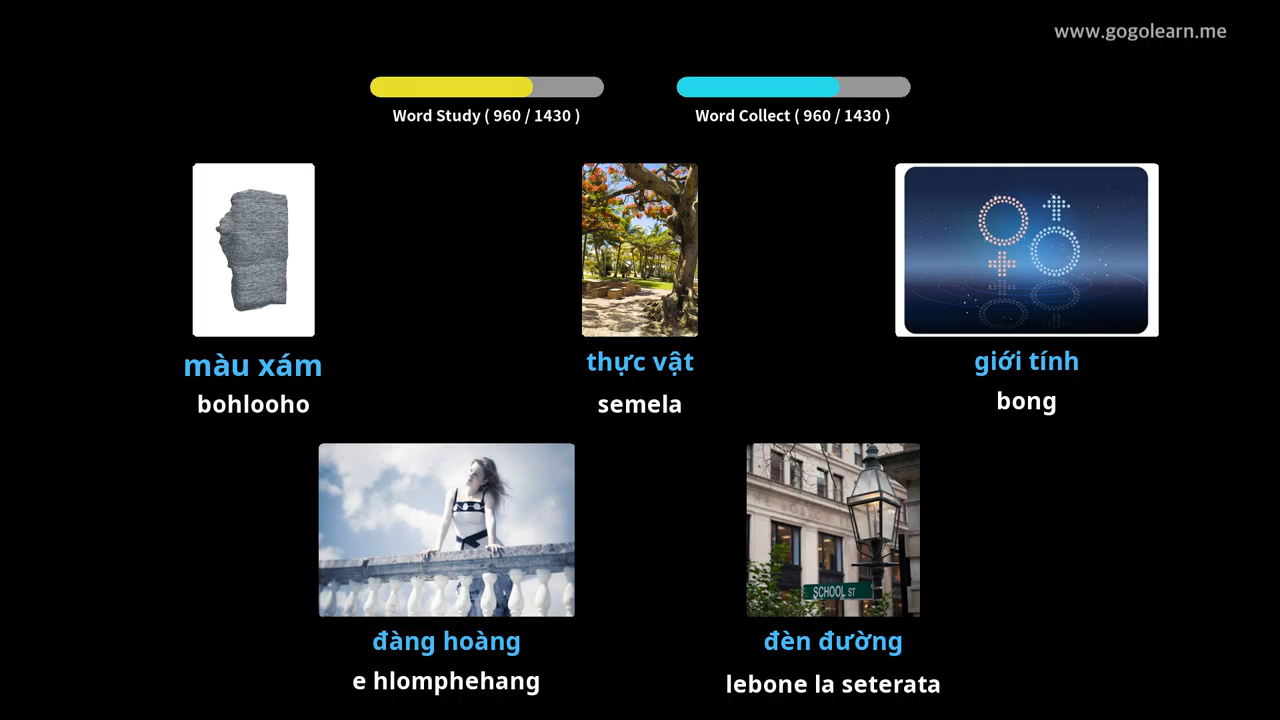 www.gogolearn.me
Word Study ( 960 / 1430 )
Word Collect ( 960 / 1430 )
màu xám
bohlooho
thực vật
semela
giới tính
bong
SCHOOL ST
đàng hoàng
e hlomphehang
đèn đường
lebone la seterata